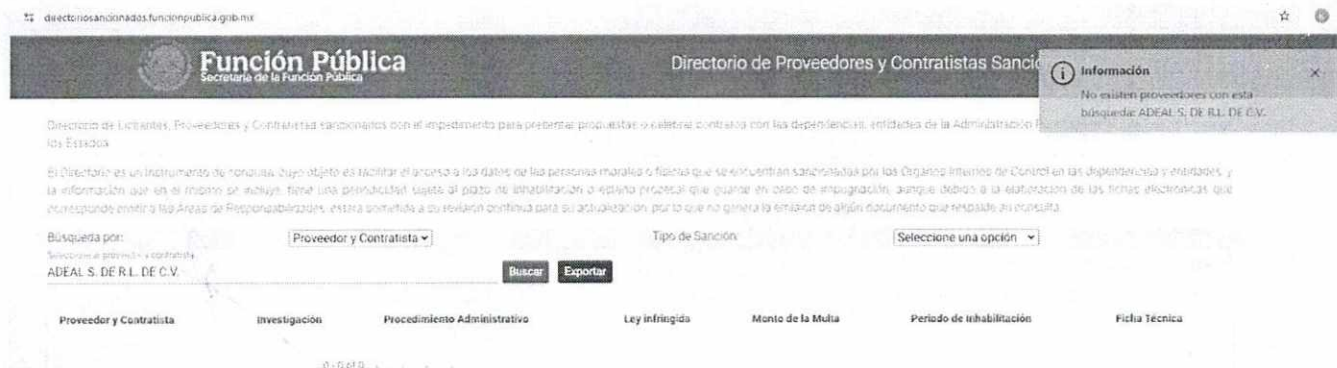 directoriosancionados.funcionpublica.gob.mx
Función Pública
Secretaría de la Función Pública
Directorio de Proveedores y Contratistas Sancio
Información
No existen proveedores con esta
búsqueda: ADEAL S. DE R.L. DE C.V.
Directorio de Licitantes, Proveedores y Contratistas sancionados con el impedimento para presentar propuestas o celebrar contratos con las dependencias, entidades de la Administración
los Estados
El Directorio es un instrumento de consulta, cuyo objeto es facilitar el acceso a los datos de las personas morales o físicas que se encuentran sancionadas por los Órganos Internos de Control en las dependencias y entidades, y
la información que en el mismo se incluye, tiene una periodicidad sujeta al plazo de inhabilitación o estado procesal que guarde en caso de impugnación, aunque debido a la elaboración de las fichas electrónicas que
corresponde emitir a las Áreas de Responsabilidades, estará sometida a su revisión continua para su actualización, por lo que no genera la emisión de algún documento que respalde su consulta.
Búsqueda por:
Proveedor y Contratista
Tipo de Sanción:
Seleccione una opción
Seleccione el proveedor y contratista
ADEAL S. DE R.L. DE C.V.
Buscar
Exportar
Proveedor y Contratista
Investigación
Procedimiento Administrativo
Ley infringida
Monto de la Multa
Periodo de Inhabilitación
Ficha Técnica